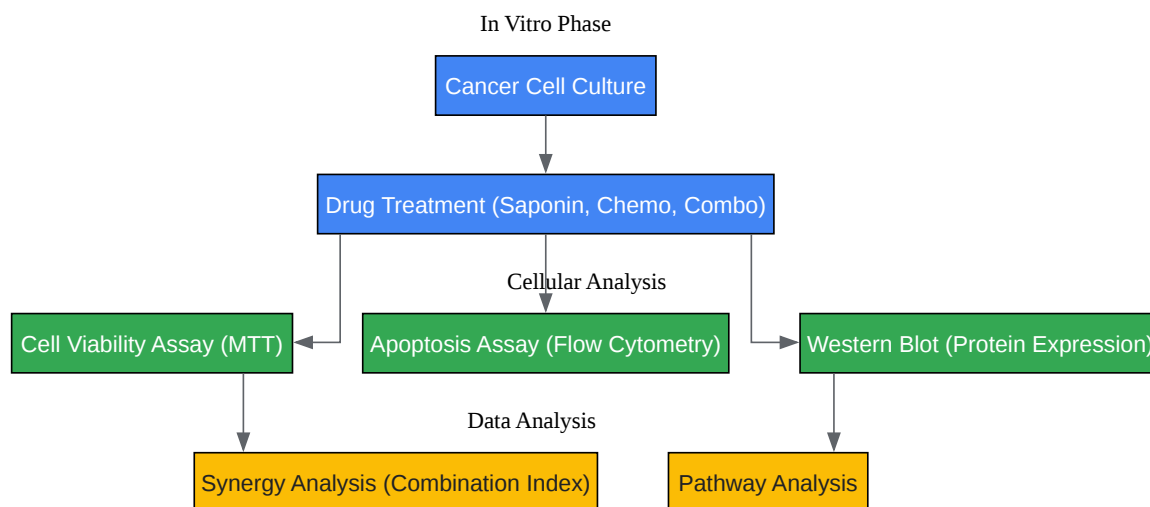 In Vitro Phase
Cancer Cell Culture
Drug Treatment (Saponin, Chemo, Combo)
Cellular Analysis
Cell Viability Assay (MTT)
Apoptosis Assay (Flow Cytometry)
Western Blot (Protein Expression)
Data Analysis
Synergy Analysis (Combination Index)
Pathway Analysis